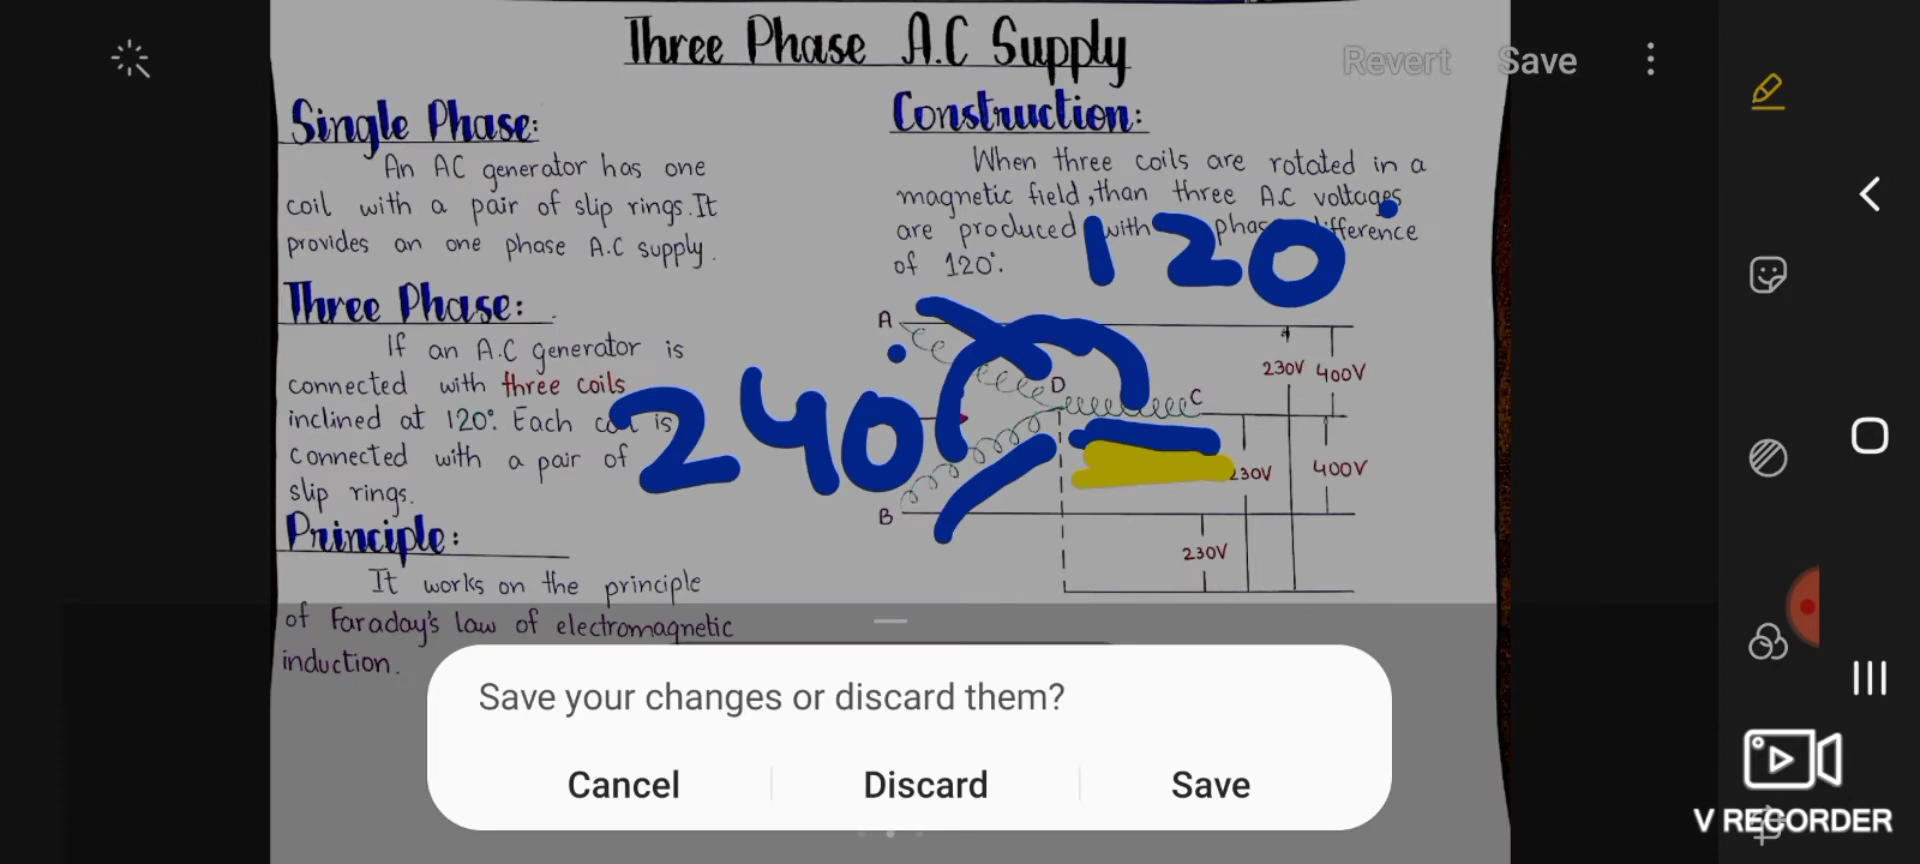 Three Phase A.C Supply
Revert
Save
Single Phase:
An AC generator has one
coil with a pair of slip rings. It
provides an one phase A.C supply.
Three Phase:
If an A.C generator is
connected with three coils
inclined at 120°. Each coil is
connected with a pair of
slip rings.
Principle:
It works on the principle
of Faraday's law of electromagnetic
induction.
Construction:
When three coils are rotated in a
magnetic field, than three A.C voltages
are produced with phase difference
of 120°.
120
240
A
D
C
B
230V
400V
230V
400V
230V
Save your changes or discard them?
Cancel
Discard
Save
V RECORDER